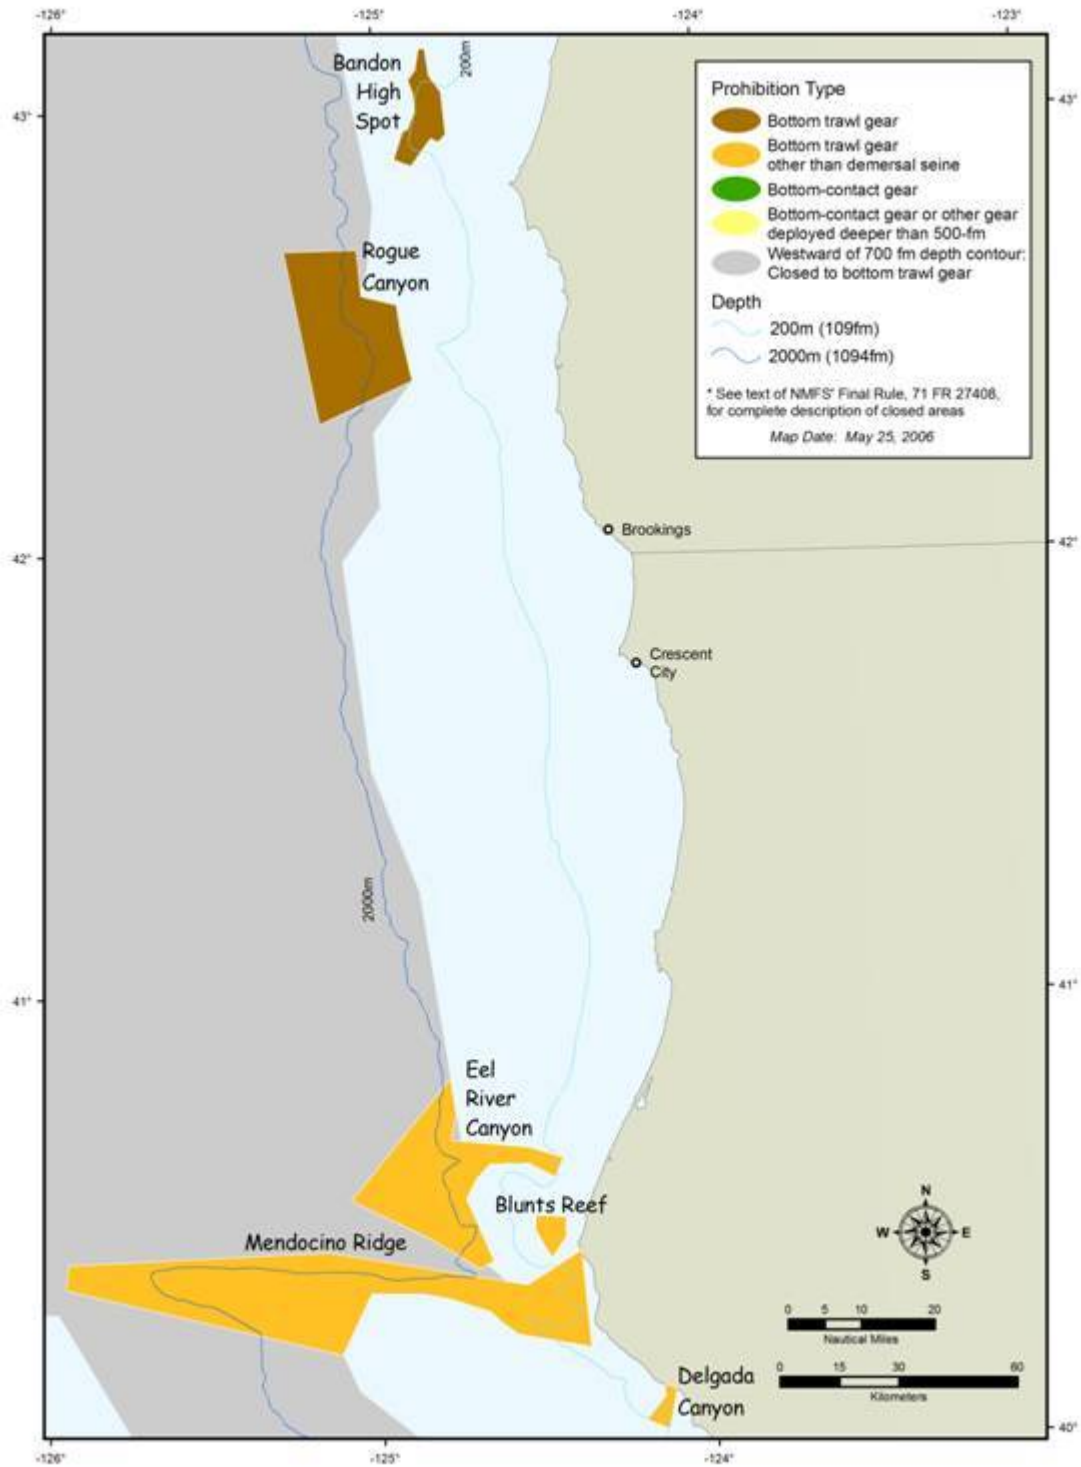 -126°
-125°
-124°
-123°
Bandon
High
Spot
200m
43°
43°
Prohibition Type
Bottom trawl gear
Bottom trawl gear
other than demersal seine
Bottom-contact gear
Bottom-contact gear or other gear
deployed deeper than 500-fm
Westward of 700 fm depth contour:
Closed to bottom trawl gear
Depth
200m (109fm)
2000m (1094fm)
* See text of NMFS' Final Rule, 71 FR 27408,
for complete description of closed areas
Map Date: May 25, 2006
Rogue
Canyon
Brookings
42°
42°
Crescent
City
2000m
41°
41°
Eel
River
Canyon
Blunts Reef
Mendocino Ridge
N
W
E
S
0 5 10 20
Nautical Miles
0 15 30 60
Kilometers
Delgada
Canyon
40°
-126°
-125°
-124°